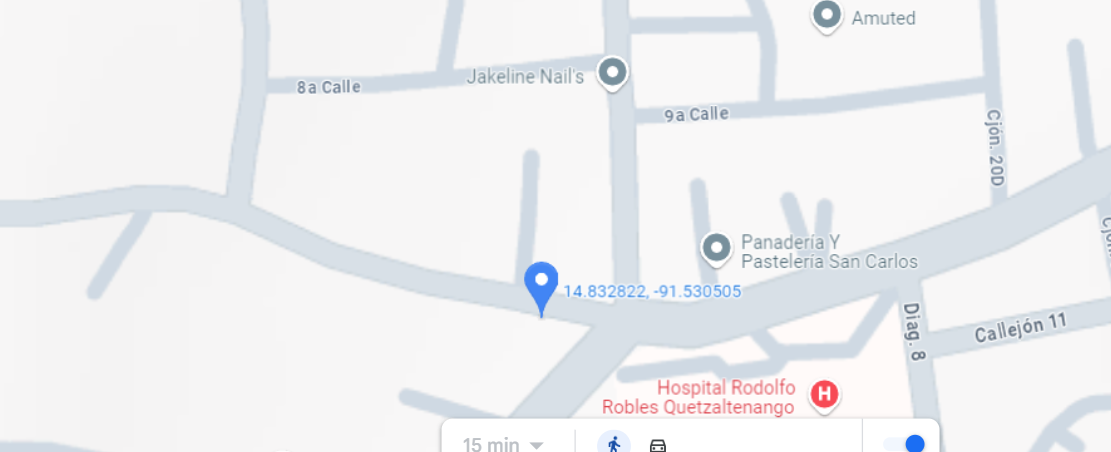 Amuted
Jakeline Nail's
8a Calle
9a Calle
Cjón. 20D
Panadería Y
Pastelería San Carlos
14.832822, -91.530505
Diag. 8
Callejón 11
Hospital Rodolfo
Robles Quetzaltenango
H
15 min